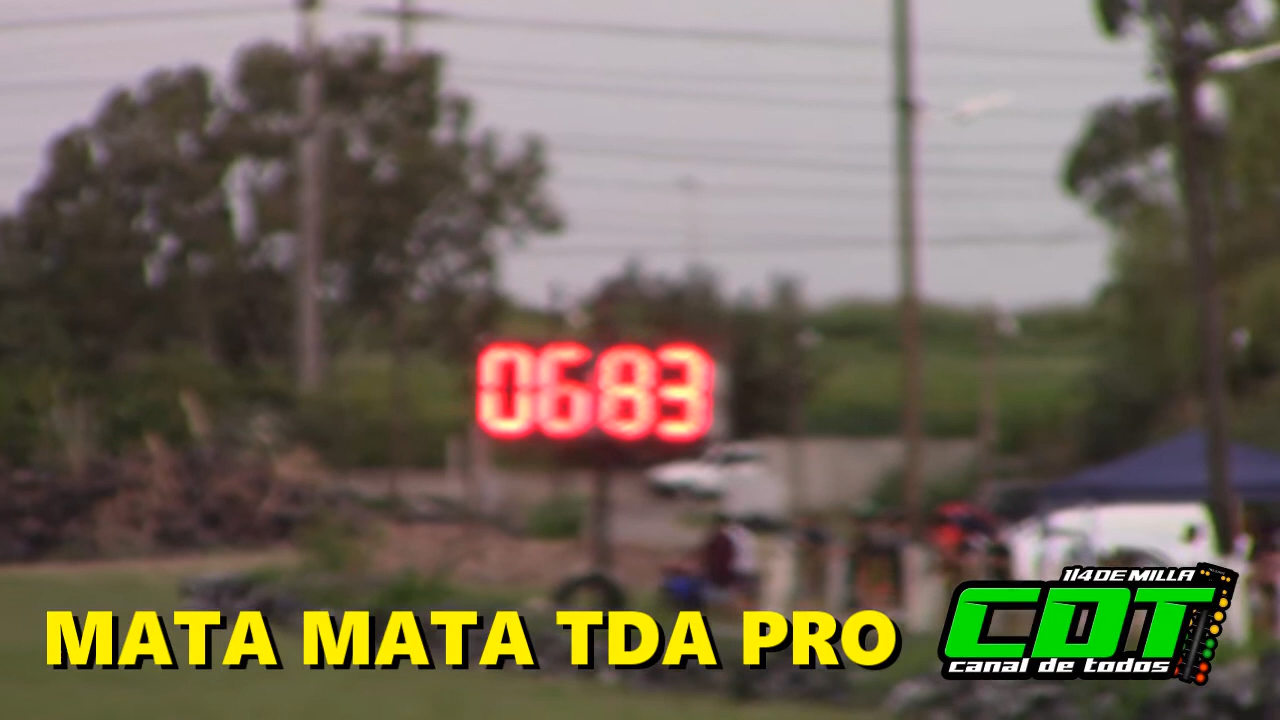 0683
MATA MATA TDA PRO
1/4 DE MILLA
CDT
canal de todos